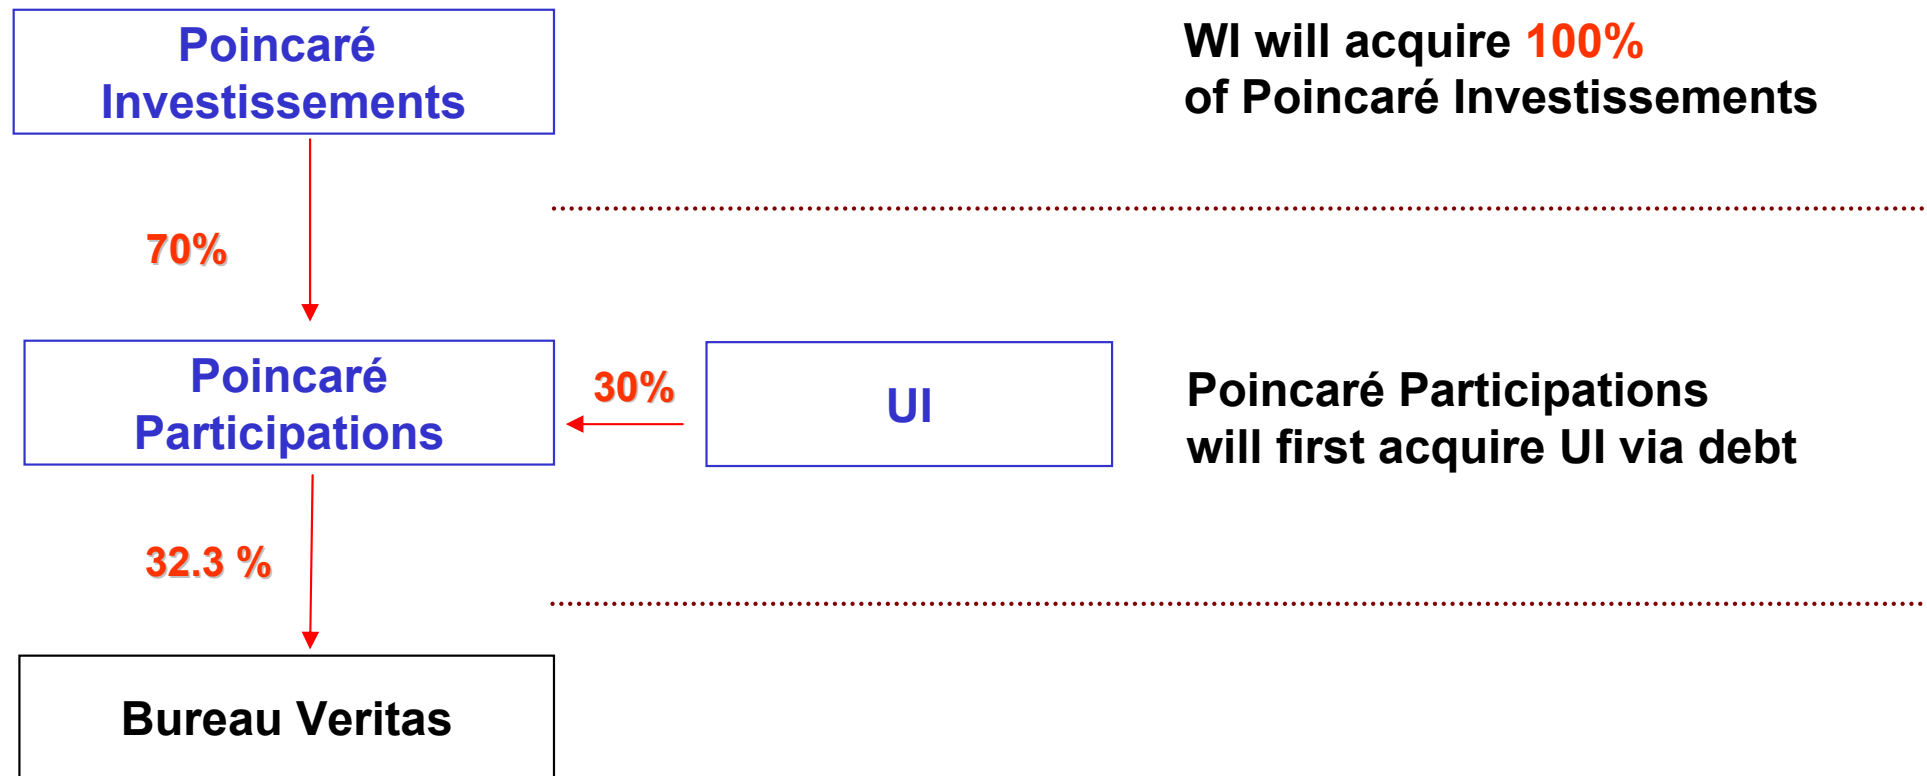 Poincaré
Investissements
WI will acquire 100%
of Poincaré Investissements
70%
Poincaré
Participations
30%
UI
Poincaré Participations
will first acquire UI via debt
32.3 %
Bureau Veritas